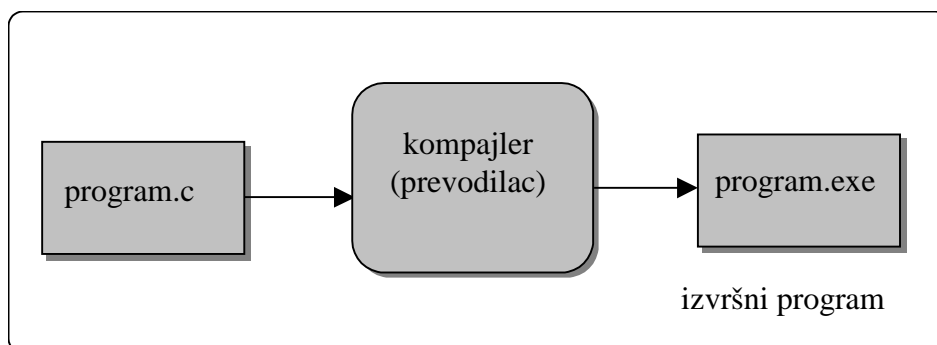 program.c
kompajler
(prevodilac)
program.exe
izvršni program